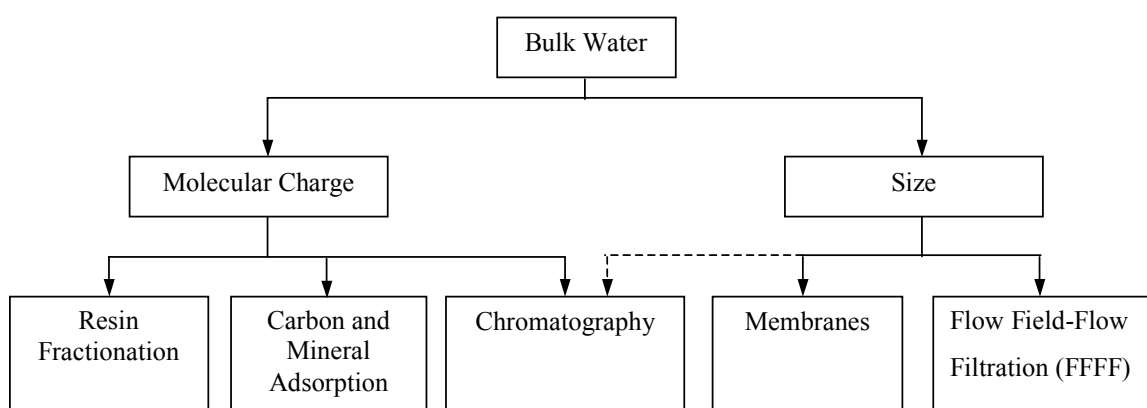 Bulk Water
Molecular Charge
Size
Resin
Fractionation
Carbon and
Mineral
Adsorption
Chromatography
Membranes
Flow Field-Flow
Filtration (FFFF)